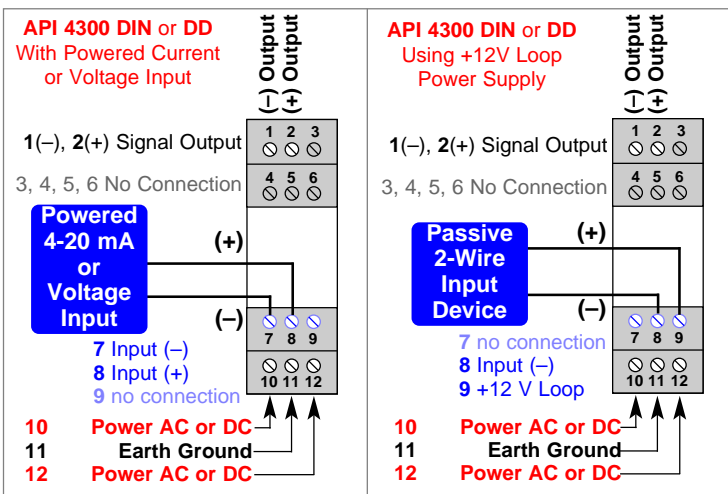 API 4300 DIN or DD
With Powered Current
or Voltage Input
(–) Output
(+) Output
1 2 3
1(–), 2(+) Signal Output
4 5 6
3, 4, 5, 6 No Connection
Powered
4-20 mA
or
Voltage
Input
(+)
(–)
7 8 9
7 Input (–)
8 Input (+)
9 no connection
10 11 12
10 Power AC or DC
11 Earth Ground
12 Power AC or DC
API 4300 DIN or DD
Using +12V Loop
Power Supply
(–) Output
(+) Output
1 2 3
1(–), 2(+) Signal Output
4 5 6
3, 4, 5, 6 No Connection
Passive
2-Wire
Input
Device
(+)
(–)
7 8 9
7 no connection
8 Input (–)
9 +12 V Loop
10 11 12
10 Power AC or DC
11 Earth Ground
12 Power AC or DC